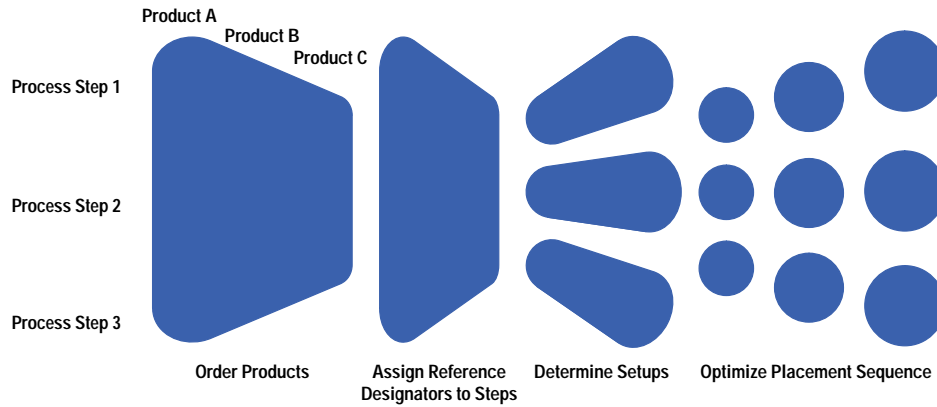 Product A
Product B
Product C
Process Step 1
Process Step 2
Process Step 3
Order Products
Assign Reference
Designators to Steps
Determine Setups
Optimize Placement Sequence